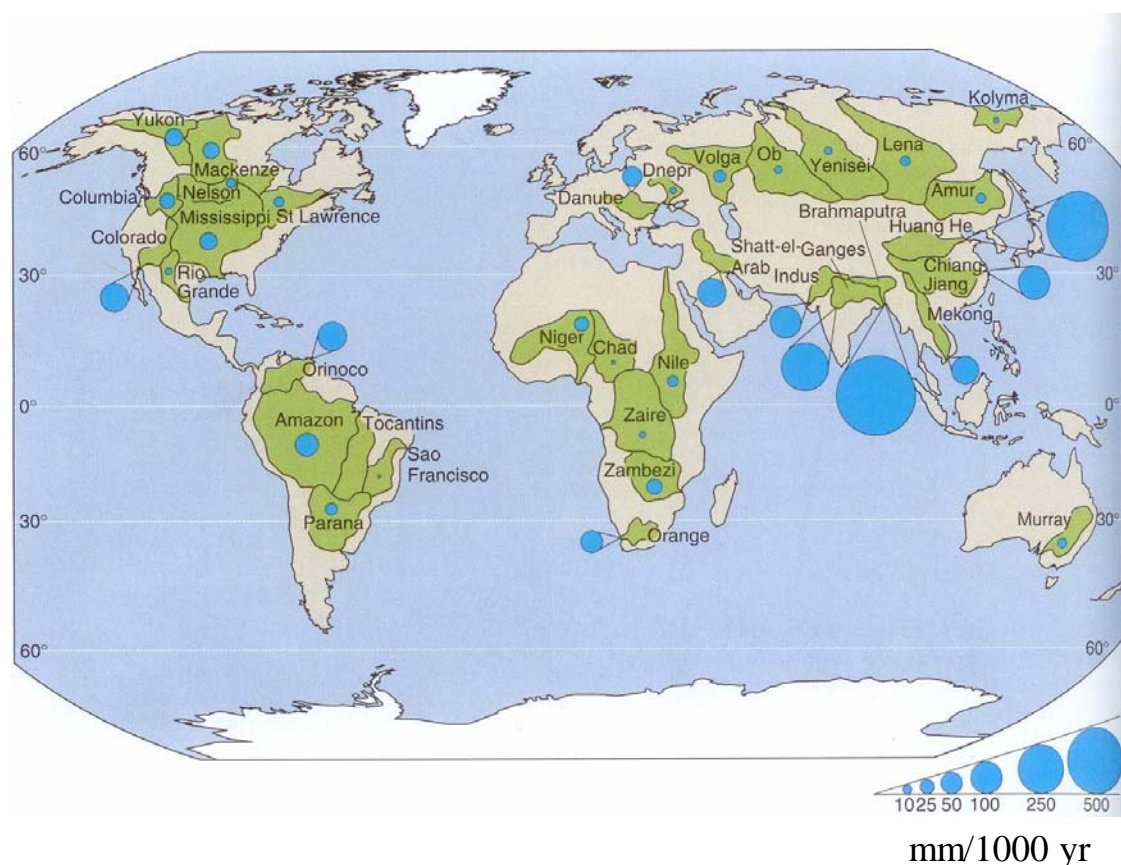 Kolyma
Yukon
60°
60°
Mackenze
Lena
Volga
Ob
Yenisei
Dnepr
Columbia
Nelson
Amur
Danube
Mississippi
St Lawrence
Brahmaputra
Huang He
Colorado
Shatt-el-
Arab
Ganges
Indus
Chiang
Jiang
30°
30°
Rio
Grande
Mekong
Niger
Chad
Nile
Orinoco
0°
0°
Amazon
Tocantins
Zaire
Sao
Francisco
Zambezi
Parana
30°
30°
Murray
Orange
60°
60°
10 25 50 100 250 500
mm/1000 yr